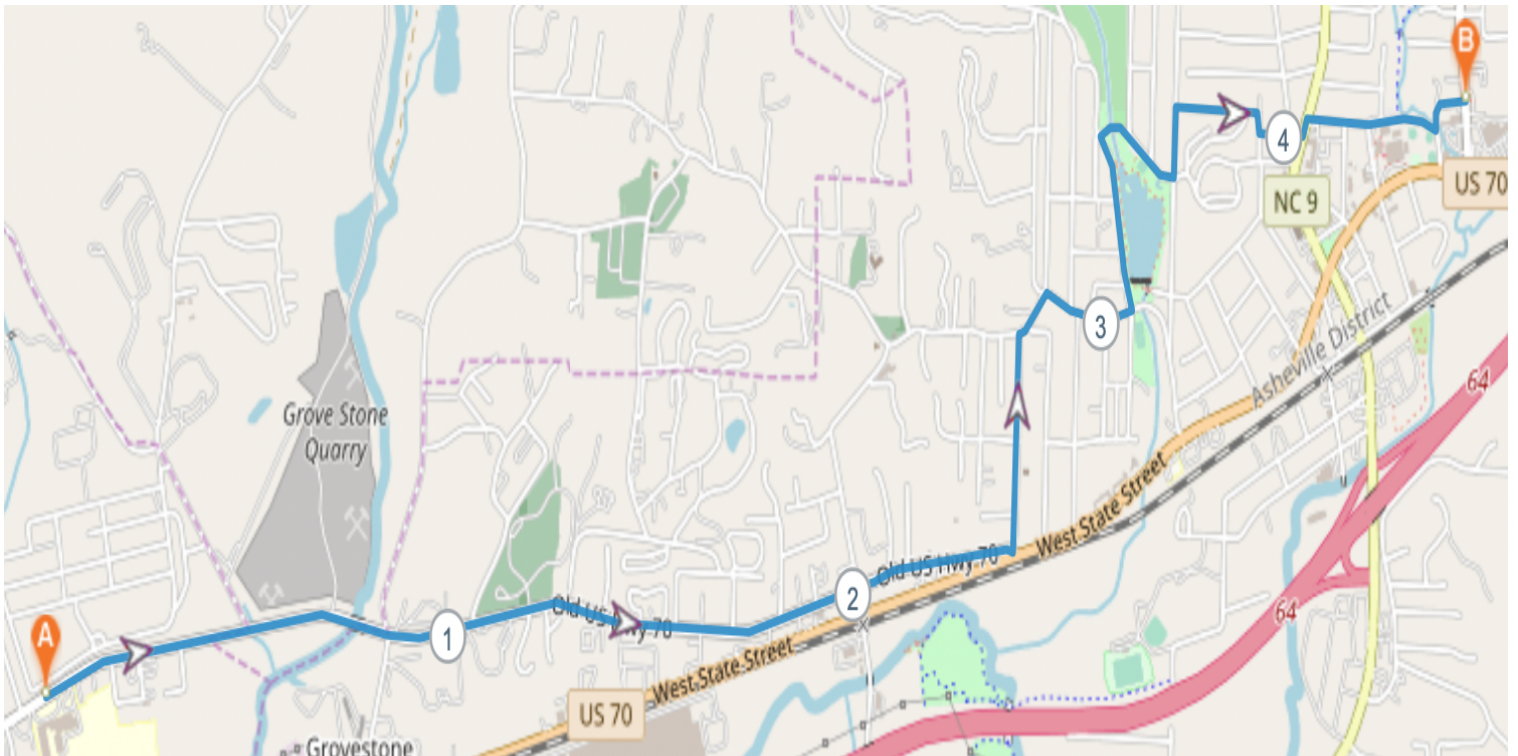 B
4
US 70
NC 9
3
Asheville District
64
Grove Stone
Quarry
West State Street
Old US Hwy 70
2
Old US Hwy 70
64
A
1
West State Street
US 70
Grovestone